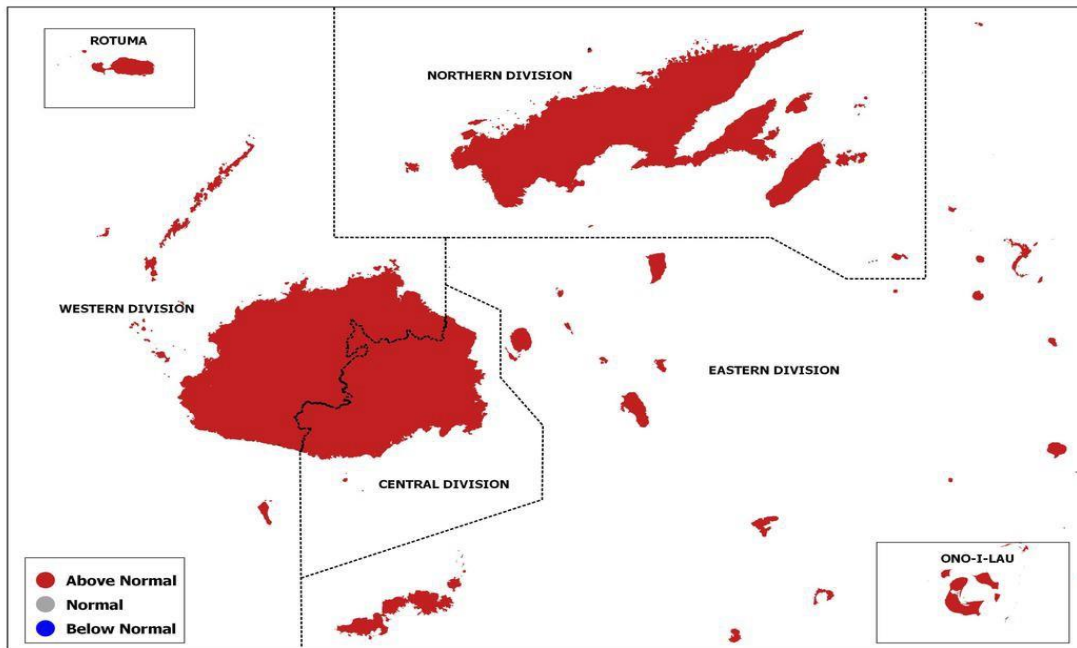 ROTUMA
NORTHERN DIVISION
WESTERN DIVISION
EASTERN DIVISION
CENTRAL DIVISION
ONO-I-LAU
Above Normal
Normal
Below Normal